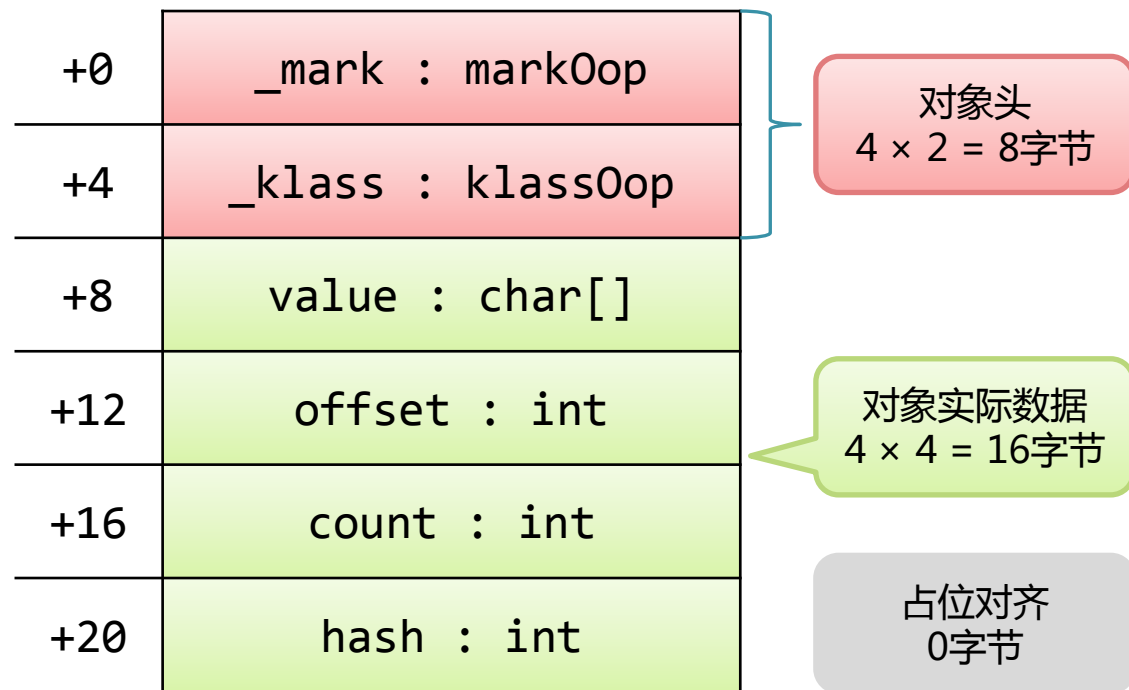 +0 _mark : markOop
+4 _klass : klassOop
+8 value : char[]
+12 offset : int
+16 count : int
+20 hash : int
对象头
4 × 2 = 8字节
对象实际数据
4 × 4 = 16字节
占位对齐
0字节